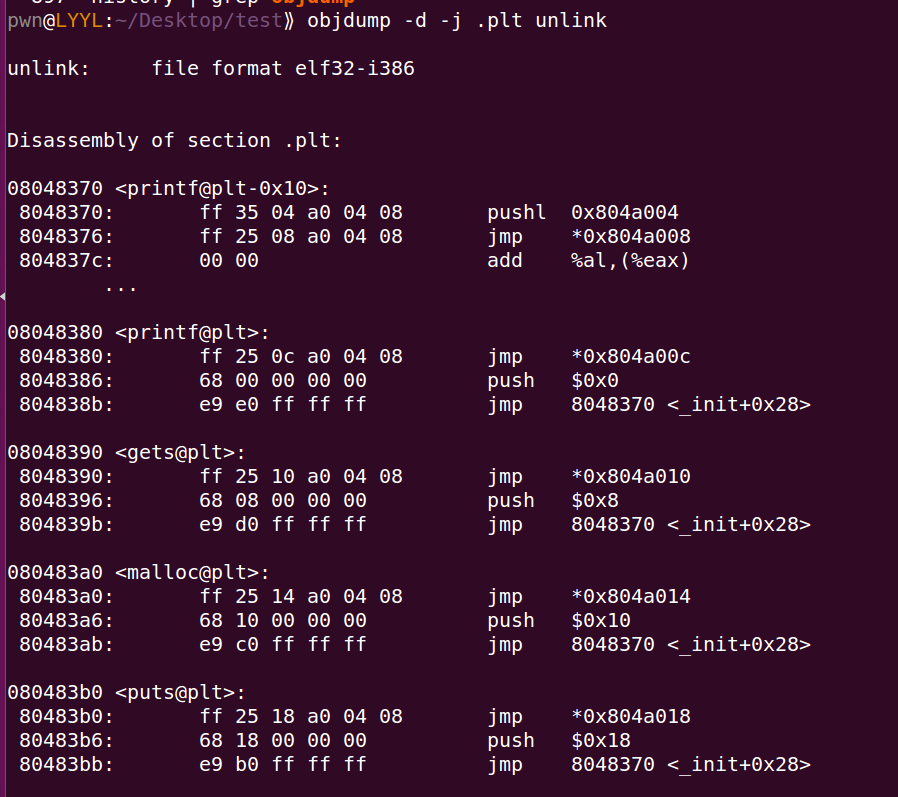 897  history | grep objdump
pwn@LYYL:~/Desktop/test⟫ objdump -d -j .plt unlink
unlink:     file format elf32-i386
Disassembly of section .plt:
08048370 <printf@plt-0x10>:
 8048370:       ff 35 04 a0 04 08       pushl  0x804a004
 8048376:       ff 25 08 a0 04 08       jmp    *0x804a008
 804837c:       00 00                   add    %al,(%eax)
        ...
08048380 <printf@plt>:
 8048380:       ff 25 0c a0 04 08       jmp    *0x804a00c
 8048386:       68 00 00 00 00          push   $0x0
 804838b:       e9 e0 ff ff ff          jmp    8048370 <_init+0x28>
08048390 <gets@plt>:
 8048390:       ff 25 10 a0 04 08       jmp    *0x804a010
 8048396:       68 08 00 00 00          push   $0x8
 804839b:       e9 d0 ff ff ff          jmp    8048370 <_init+0x28>
080483a0 <malloc@plt>:
 80483a0:       ff 25 14 a0 04 08       jmp    *0x804a014
 80483a6:       68 10 00 00 00          push   $0x10
 80483ab:       e9 c0 ff ff ff          jmp    8048370 <_init+0x28>
080483b0 <puts@plt>:
 80483b0:       ff 25 18 a0 04 08       jmp    *0x804a018
 80483b6:       68 18 00 00 00          push   $0x18
 80483bb:       e9 b0 ff ff ff          jmp    8048370 <_init+0x28>